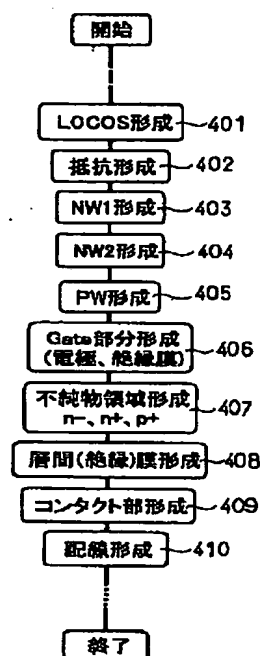 開始
LOCOS形成 401
抵抗形成 402
NW1形成 403
NW2形成 404
PW形成 405
Gate部分形成 406
(電極、絶縁膜)
不純物領域形成 407
n-、n+、p+
層間(絶縁)膜形成 408
コンタクト部形成 409
配線形成 410
終了